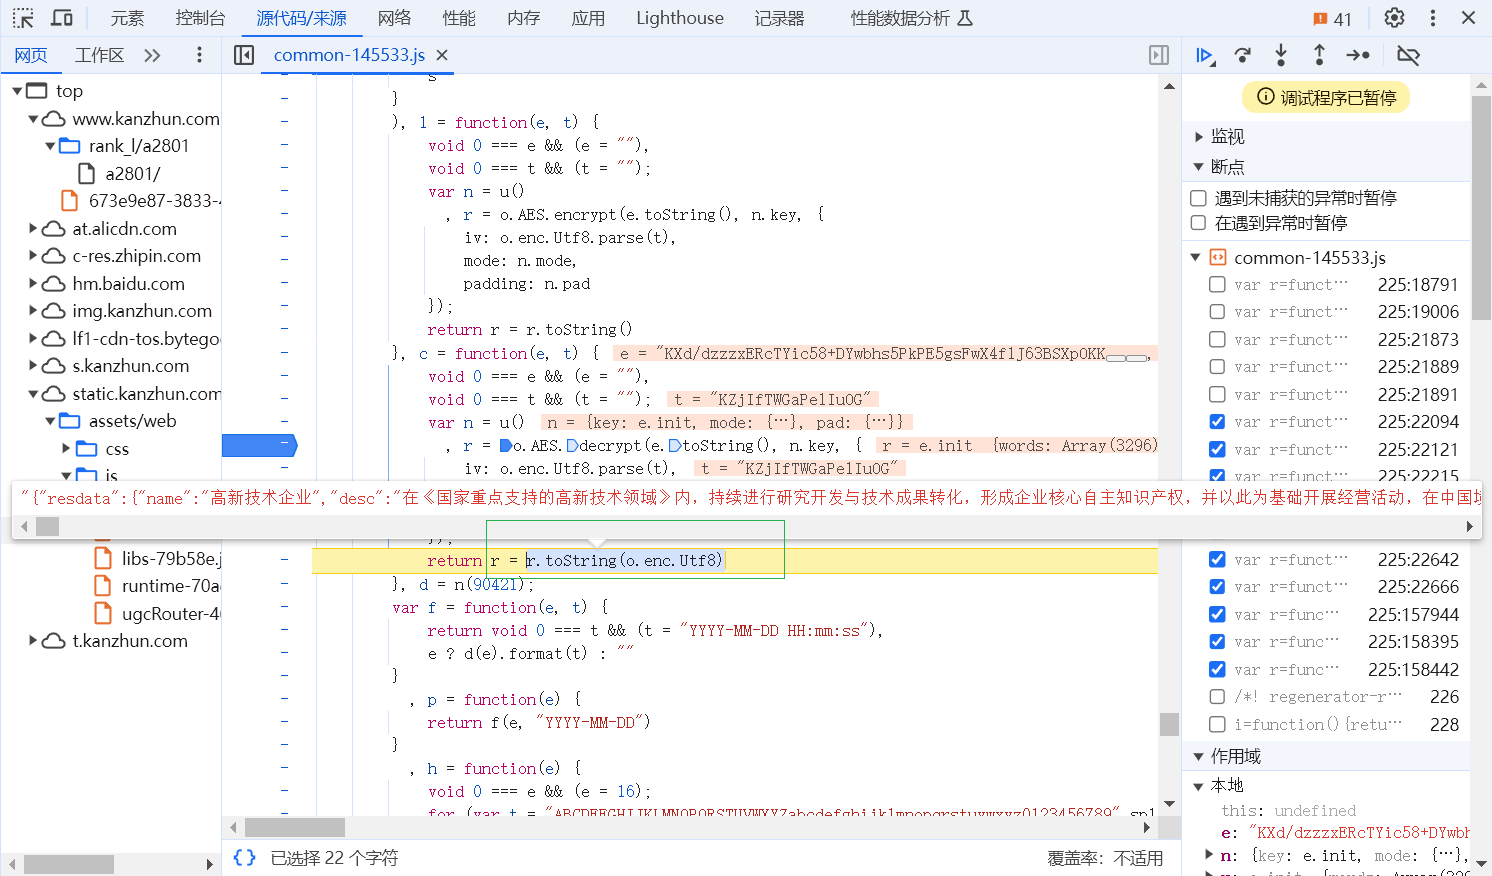 元素 控制台 源代码/来源 网络 性能 内存 应用 Lighthouse 记录器 性能数据分析 41
网页 工作区 common-145533.js
top
www.kanzhun.com
rank_l/a2801
a2801/
673e9e87-3833-4
at.alicdn.com
c-res.zhipin.com
hm.baidu.com
img.kanzhun.com
lf1-cdn-tos.bytego
s.kanzhun.com
static.kanzhun.com
assets/web
css
js
libs-79b58e.j
runtime-70a
ugcRouter-4
t.kanzhun.com
s
}
), l = function(e, t) {
void 0 === e && (e = ""),
void 0 === t && (t = "");
var n = u()
, r = o.AES.encrypt(e.toString(), n.key, {
iv: o.enc.Utf8.parse(t),
mode: n.mode,
padding: n.pad
});
return r = r.toString()
}, c = function(e, t) { e = "KXd/dzzzxERcTYic58+DYwbhs5PkPE5gsFwX4flJ63BSXpOKK
void 0 === e && (e = ""),
void 0 === t && (t = ""); t = "KZjIfTWGaPelIuOG"
var n = u() n = {key: e.init, mode: {…}, pad: {…}}
, r = o.AES.decrypt(e.toString(), n.key, { r = e.init {words: Array(3296)
iv: o.enc.Utf8.parse(t), t = "KZjIfTWGaPelIuOG"
"{"resdata":{"name":"高新技术企业","desc":"在《国家重点支持的高新技术领域》内，持续进行研究开发与技术成果转化，形成企业核心自主知识产权，并以此为基础开展经营活动，在中国境
});
return r = r.toString(o.enc.Utf8)
}, d = n(90421);
var f = function(e, t) {
return void 0 === t && (t = "YYYY-MM-DD HH:mm:ss"),
e ? d(e).format(t) : ""
}
, p = function(e) {
return f(e, "YYYY-MM-DD")
}
, h = function(e) {
void 0 === e && (e = 16);
for (var t = "ABCDEFGHIJKLMNOPQRSTUVWXYZabcdefghijklmnopqrstuvwxyz0123456789".spl
{} 已选择 22 个字符 覆盖率：不适用
调试程序已暂停
监视
断点
遇到未捕获的异常时暂停
在遇到异常时暂停
common-145533.js
var r=funct… 225:18791
var r=funct… 225:19006
var r=funct… 225:21873
var r=funct… 225:21889
var r=funct… 225:21891
var r=funct… 225:22094
var r=funct… 225:22121
var r=funct… 225:22215
var r=funct… 225:22642
var r=funct… 225:22666
var r=func… 225:157944
var r=func… 225:158395
var r=func… 225:158442
/*! regenerator-r… 226
i=function(){retu… 228
作用域
本地
this: undefined
e: "KXd/dzzzxERcTYic58+DYwbh
n: {key: e.init, mode: {…},